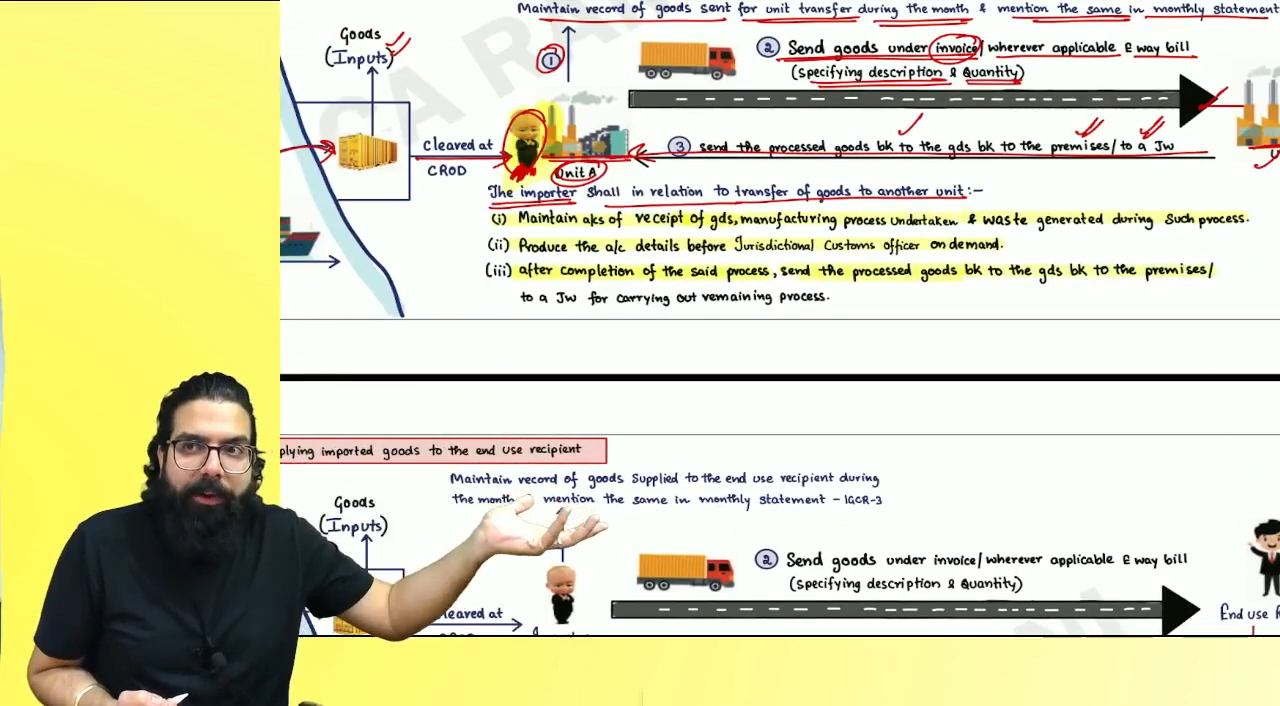 Maintain record of goods sent for unit transfer during the month & mention the same in monthly statement
Goods
(Inputs)
1
2 Send goods under invoice/wherever applicable E way bill
(specifying description & Quantity)
Cleared at
CROD
3 send the processed goods bk to the gds bk to the premises/ to a Jw
Unit A
The importer shall in relation to transfer of goods to another unit:-
(i) Maintain aks of receipt of gds, manufacturing process undertaken & waste generated during such process.
(ii) Produce the a/c details before Jurisdictional Customs officer on demand.
(iii) after completion of the said process, send the processed goods bk to the gds bk to the premises/
to a Jw for carrying out remaining process.
plying imported goods to the end use recipient
Maintain record of goods Supplied to the end use recipient during
the month mention the same in monthly statement - IGCR-3
Goods
(Inputs)
2 Send goods under invoice/wherever applicable E way bill
(specifying description & Quantity)
leared at
End use